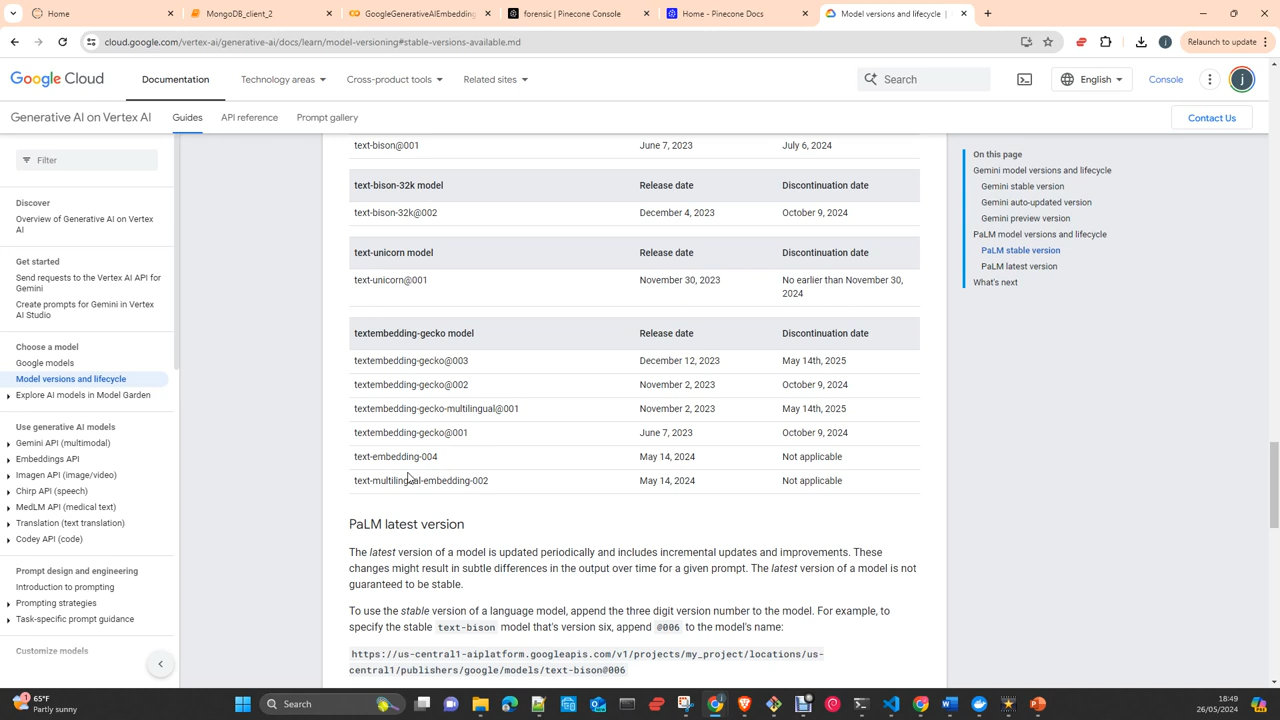 Home
MongoDB_client_2
GoogleGenerativeAIEmbedding
forensic | Pinecone Console
Home - Pinecone Docs
Model versions and lifecycle |
cloud.google.com/vertex-ai/generative-ai/docs/learn/model-versioning#stable-versions-available.md
Relaunch to update
Google Cloud
Documentation
Technology areas
Cross-product tools
Related sites
Search
English
Console
j
Generative AI on Vertex AI
Guides
API reference
Prompt gallery
Contact Us
Filter
Discover
Overview of Generative AI on Vertex
AI
Get started
Send requests to the Vertex AI API for
Gemini
Create prompts for Gemini in Vertex
AI Studio
Choose a model
Google models
Model versions and lifecycle
Explore AI models in Model Garden
Use generative AI models
Gemini API (multimodal)
Embeddings API
Imagen API (image/video)
Chirp API (speech)
MedLM API (medical text)
Translation (text translation)
Codey API (code)
Prompt design and engineering
Introduction to prompting
Prompting strategies
Task-specific prompt guidance
Customize models
text-bison@001 June 7, 2023 July 6, 2024
text-bison-32k model Release date Discontinuation date
text-bison-32k@002 December 4, 2023 October 9, 2024
text-unicorn model Release date Discontinuation date
text-unicorn@001 November 30, 2023 No earlier than November 30,
2024
textembedding-gecko model Release date Discontinuation date
textembedding-gecko@003 December 12, 2023 May 14th, 2025
textembedding-gecko@002 November 2, 2023 October 9, 2024
textembedding-gecko-multilingual@001 November 2, 2023 May 14th, 2025
textembedding-gecko@001 June 7, 2023 October 9, 2024
text-embedding-004 May 14, 2024 Not applicable
text-multilingual-embedding-002 May 14, 2024 Not applicable
PaLM latest version
The latest version of a model is updated periodically and includes incremental updates and improvements. These
changes might result in subtle differences in the output over time for a given prompt. The latest version of a model is not
guaranteed to be stable.
To use the stable version of a language model, append the three digit version number to the model. For example, to
specify the stable text-bison model that's version six, append @006 to the model's name:
https://us-central1-aiplatform.googleapis.com/v1/projects/my_project/locations/us-
central1/publishers/google/models/text-bison@006
On this page
Gemini model versions and lifecycle
Gemini stable version
Gemini auto-updated version
Gemini preview version
PaLM model versions and lifecycle
PaLM stable version
PaLM latest version
What's next
65°F
Partly sunny
Search
18:49
26/05/2024